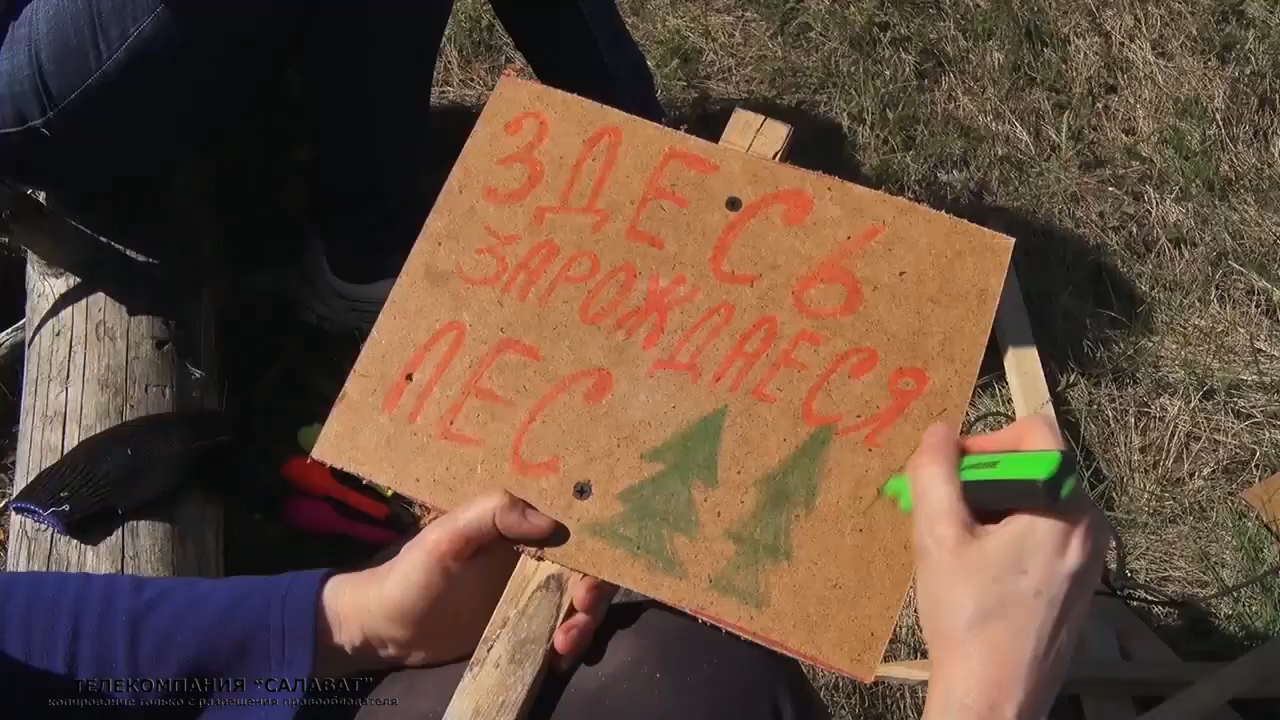 ЗДЕСЬ
ЗАРОЖДАЕСЯ
ЛЕС
ТЕЛЕКОМПАНИЯ "САЛАВАТ"
копирование только с разрешения правообладателя